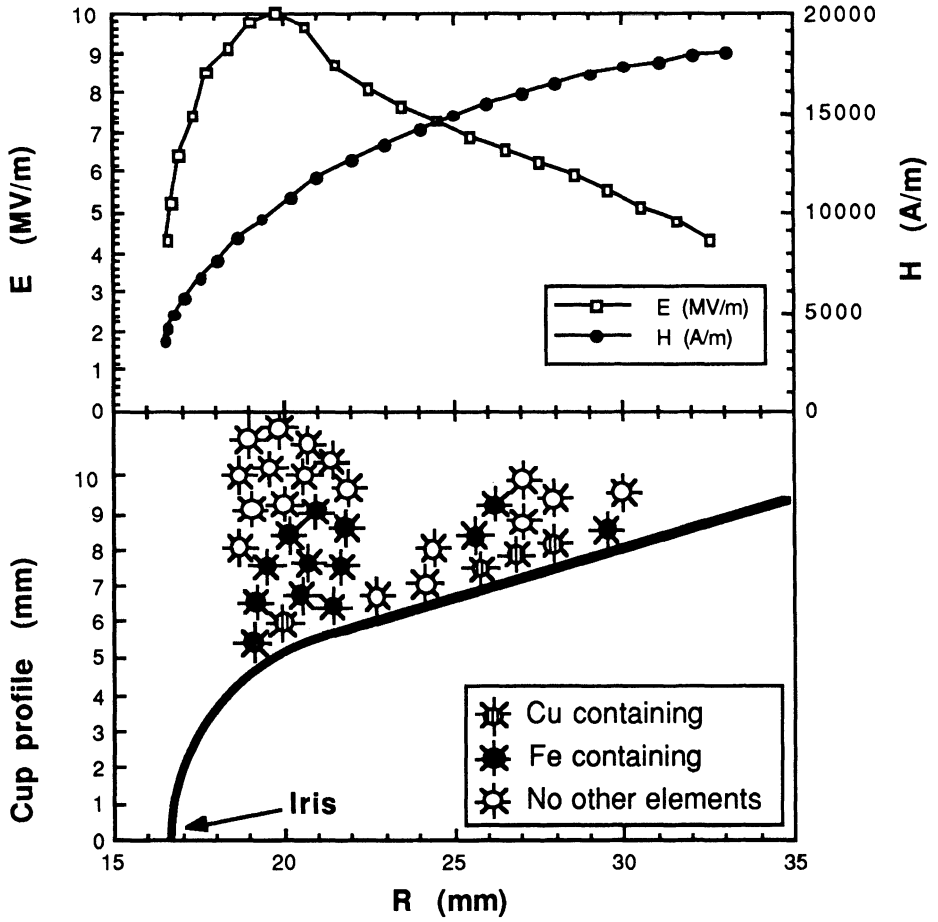 10
9
8
7
6
5
4
3
2
1
0
E (MV/m)
20000
15000
10000
5000
0
H (A/m)
E (MV/m)
H (A/m)
10
9
8
7
6
5
4
3
2
1
0
Cup profile (mm)
Cu containing
Fe containing
No other elements
Iris
15 20 25 30 35
R (mm)